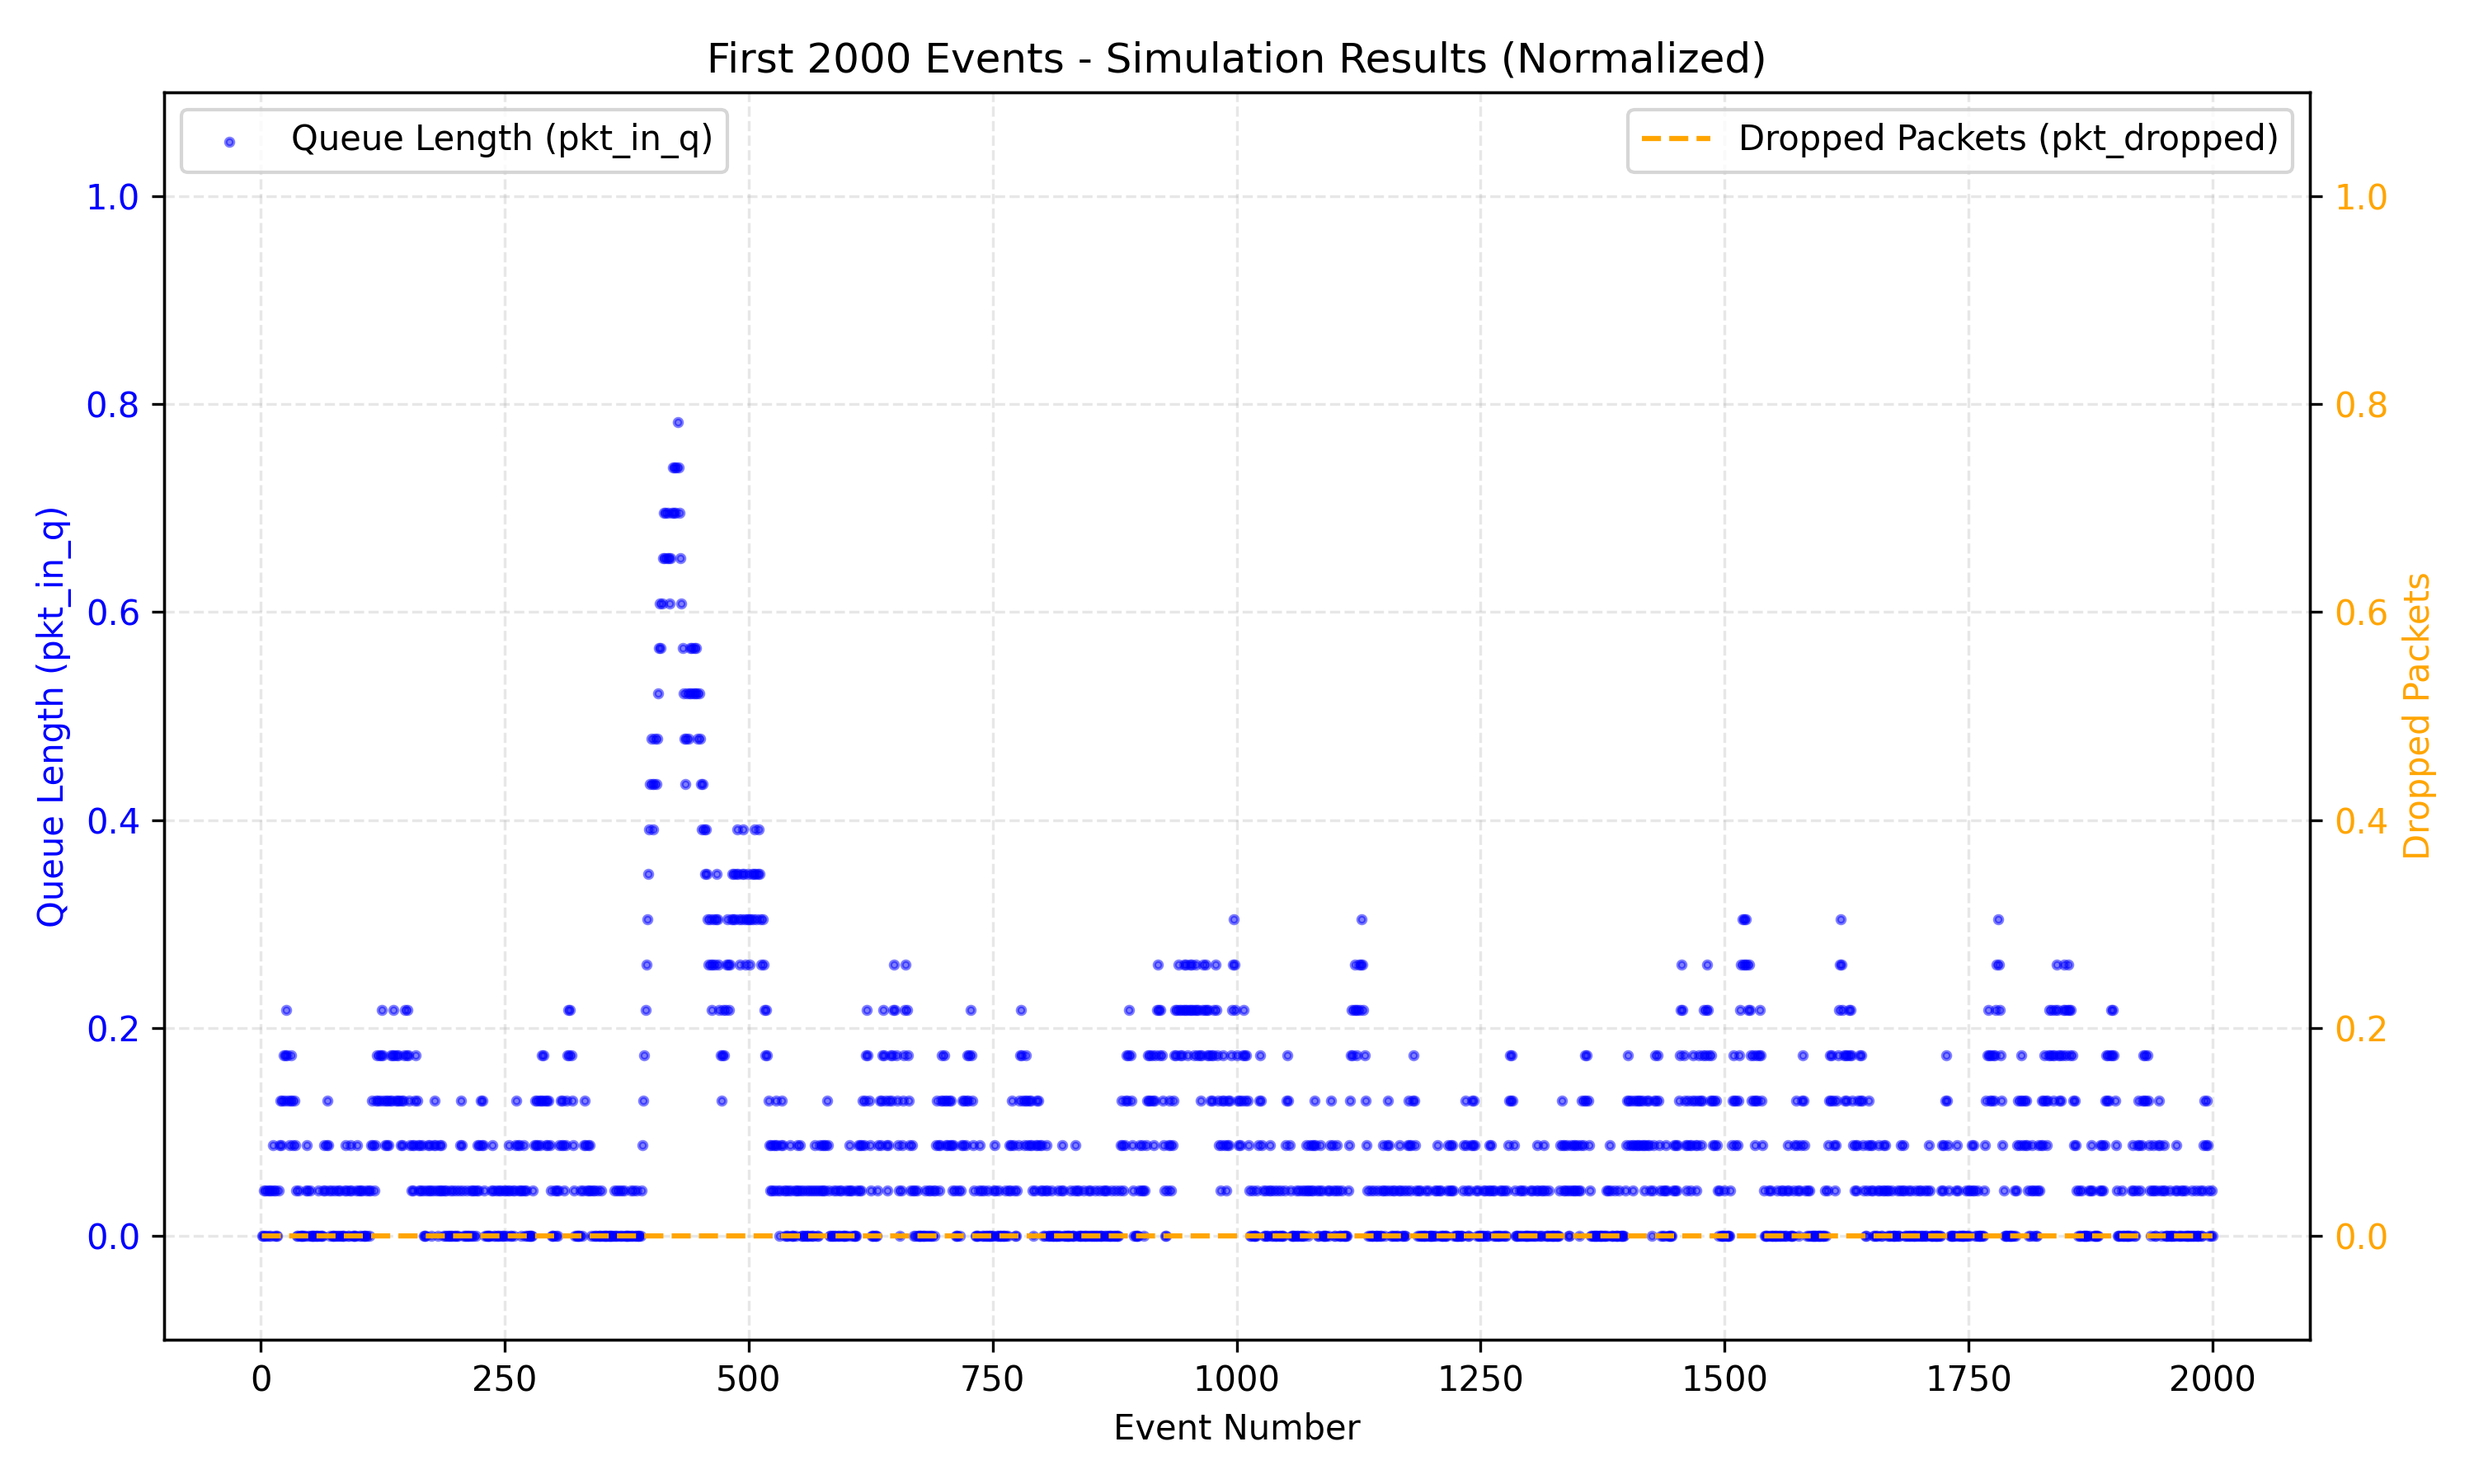 First 2000 Events - Simulation Results (Normalized)
Queue Length (pkt_in_q)
Dropped Packets (pkt_dropped)
1.0
0.8
0.6
0.4
0.2
0.0
Queue Length (pkt_in_q)
1.0
0.8
0.6
0.4
0.2
0.0
Dropped Packets
0 250 500 750 1000 1250 1500 1750 2000
Event Number